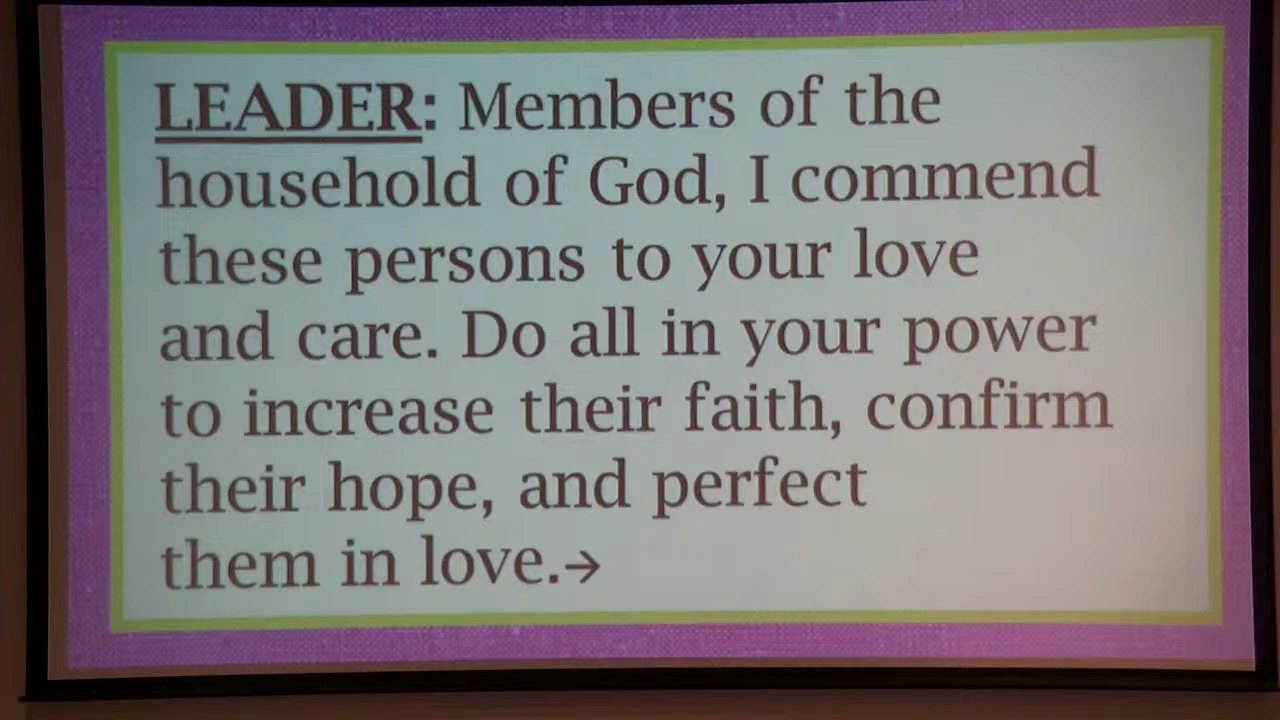 LEADER: Members of the
household of God, I commend
these persons to your love
and care. Do all in your power
to increase their faith, confirm
their hope, and perfect
them in love.→